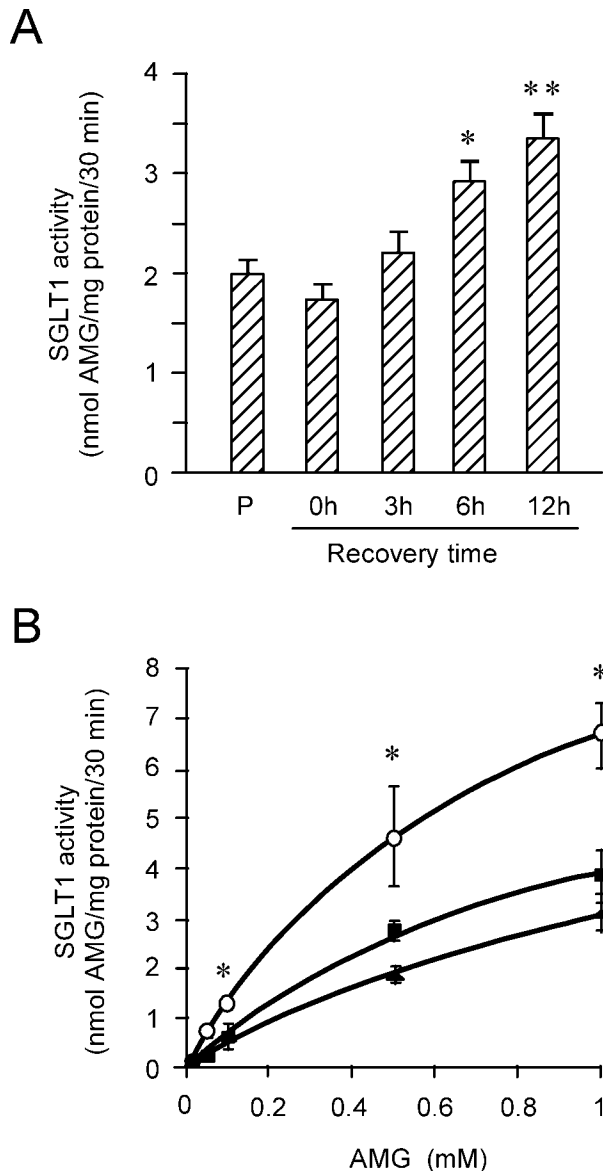 A
SGLT1 activity
(nmol AMG/mg protein/30 min)
4
3
2
1
0
*
**
P 0h 3h 6h 12h
Recovery time
B
SGLT1 activity
(nmol AMG/mg protein/30 min)
8
7
6
5
4
3
2
1
0
*
*
*
0 0.2 0.4 0.6 0.8 1
AMG (mM)